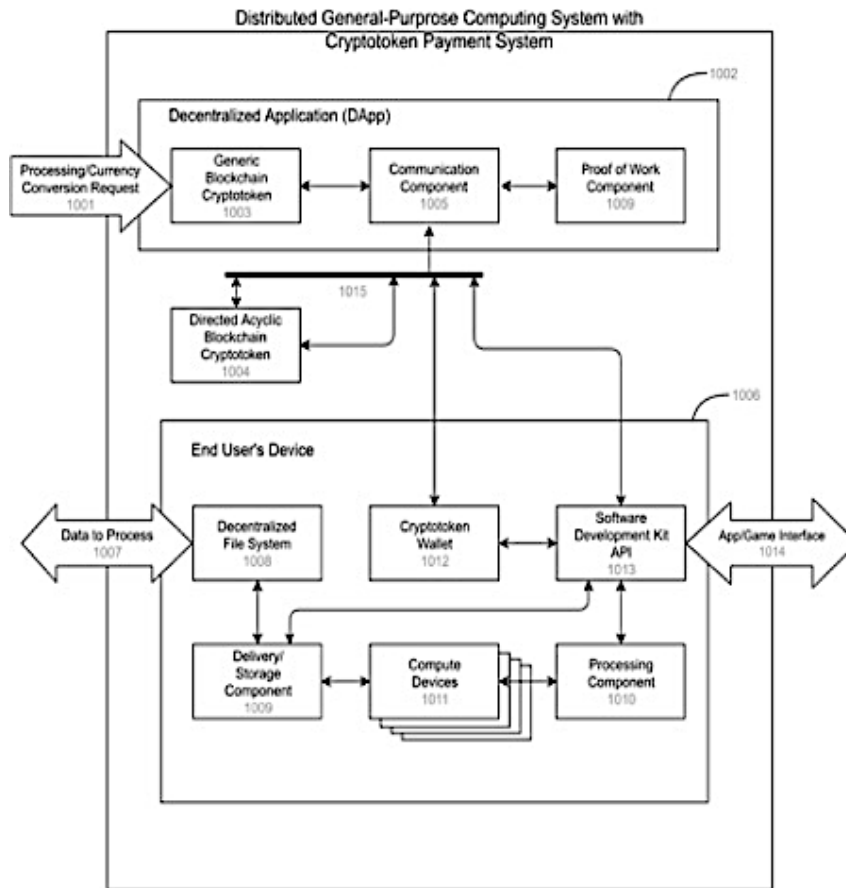 Distributed General-Purpose Computing System with
Cryptotoken Payment System
1002
Decentralized Application (DApp)
Processing/Currency
Conversion Request
1001
Generic
Blockchain
Cryptotoken
1003
Communication
Component
1005
Proof of Work
Component
1009
1015
Directed Acyclic
Blockchain
Cryptotoken
1004
1006
End User's Device
Data to Process
1007
Decentralized
File System
1008
Cryptotoken
Wallet
1012
Software
Development Kit
API
1013
App/Game Interface
1014
Delivery/
Storage
Component
1009
Compute
Devices
1011
Processing
Component
1010